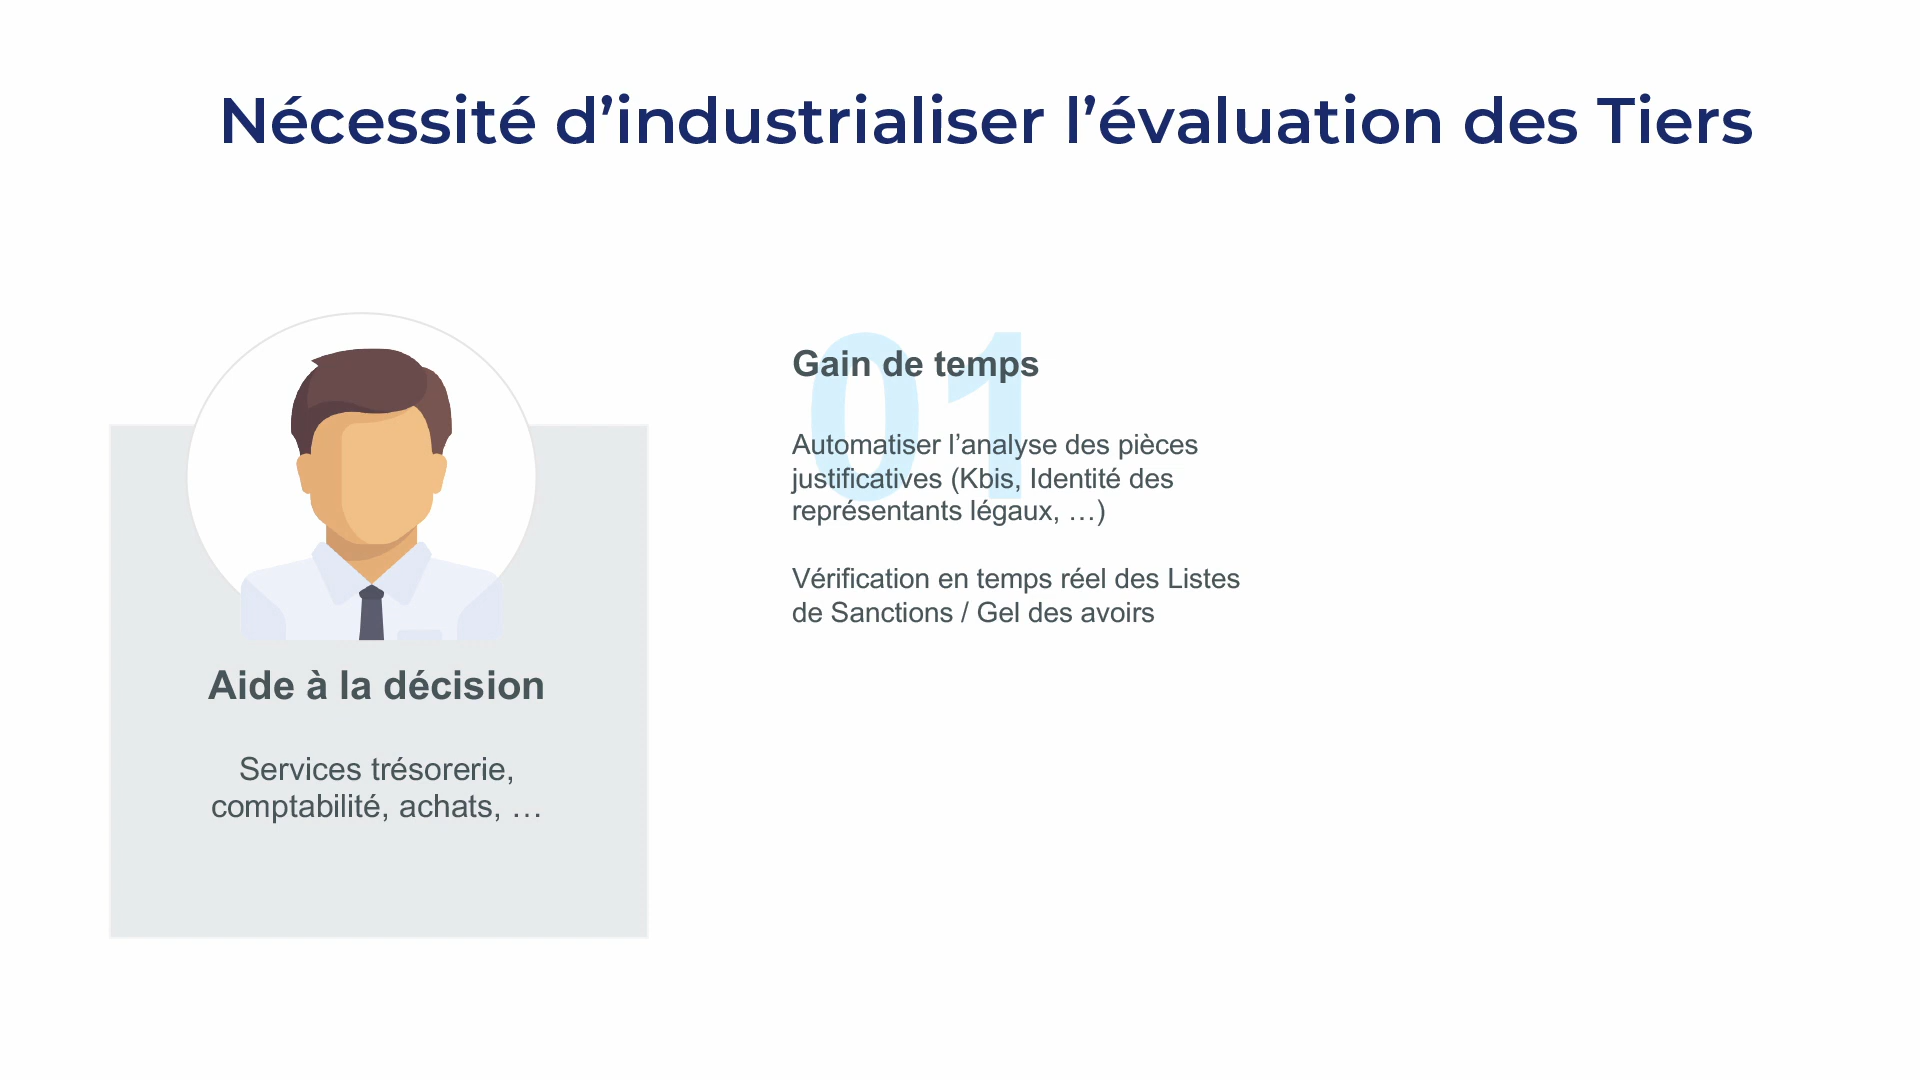 Nécessité d’industrialiser l’évaluation des Tiers
Aide à la décision
Services trésorerie,
comptabilité, achats, …
01
Gain de temps
Automatiser l’analyse des pièces
justificatives (Kbis, Identité des
représentants légaux, …)
Vérification en temps réel des Listes
de Sanctions / Gel des avoirs